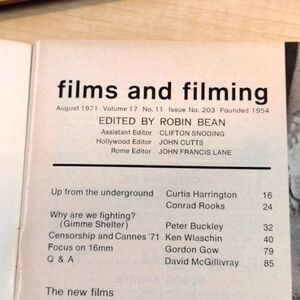 films and filming
August 1971 Volume 17 No. 11 Issue No. 203 Founded 1954
EDITED BY ROBIN BEAN
Assistant Editor CLIFTON SNODING
Hollywood Editor JOHN CUTTS
Rome Editor JOHN FRANCIS LANE
Up from the underground Curtis Harrington 16
Conrad Rooks 24
Why are we fighting?
(Gimme Shelter) Peter Buckley 32
Censorship and Cannes '71 Ken Wlaschin 40
Focus on 16mm Gordon Gow 79
Q & A David McGillivray 85
The new films